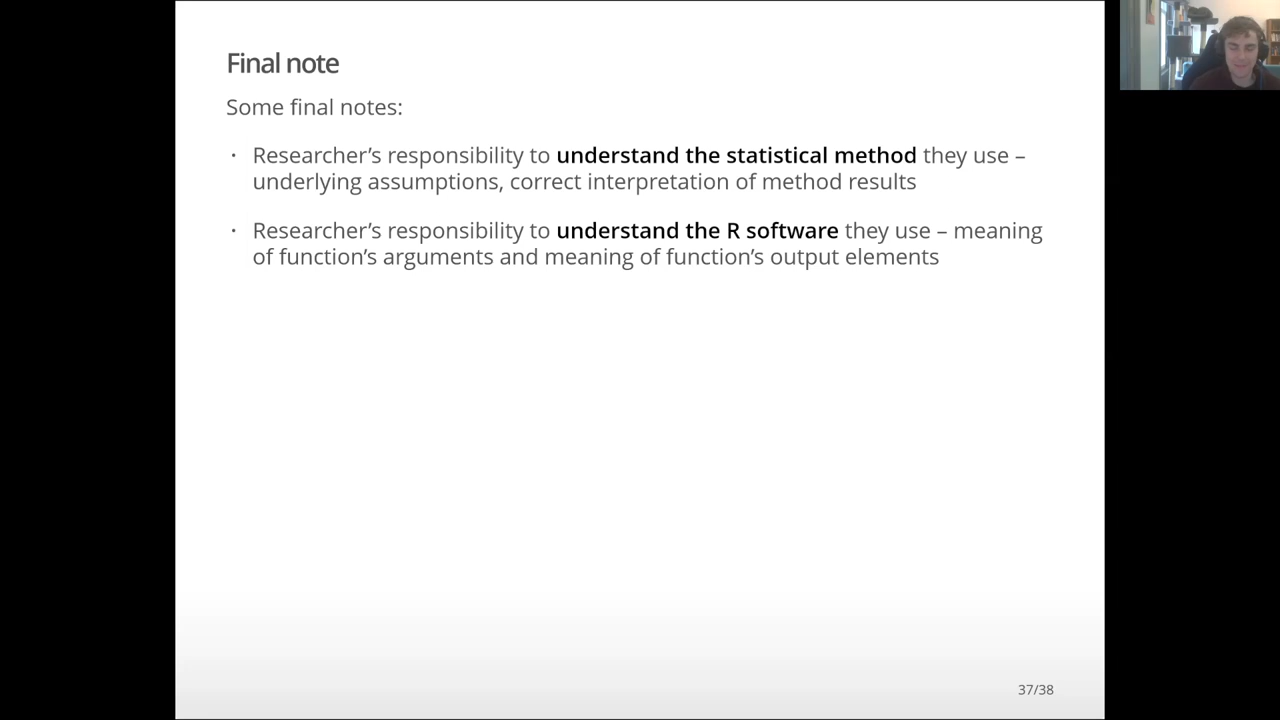 Final note
Some final notes:
· Researcher’s responsibility to understand the statistical method they use –
underlying assumptions, correct interpretation of method results
· Researcher’s responsibility to understand the R software they use – meaning
of function’s arguments and meaning of function’s output elements
37/38